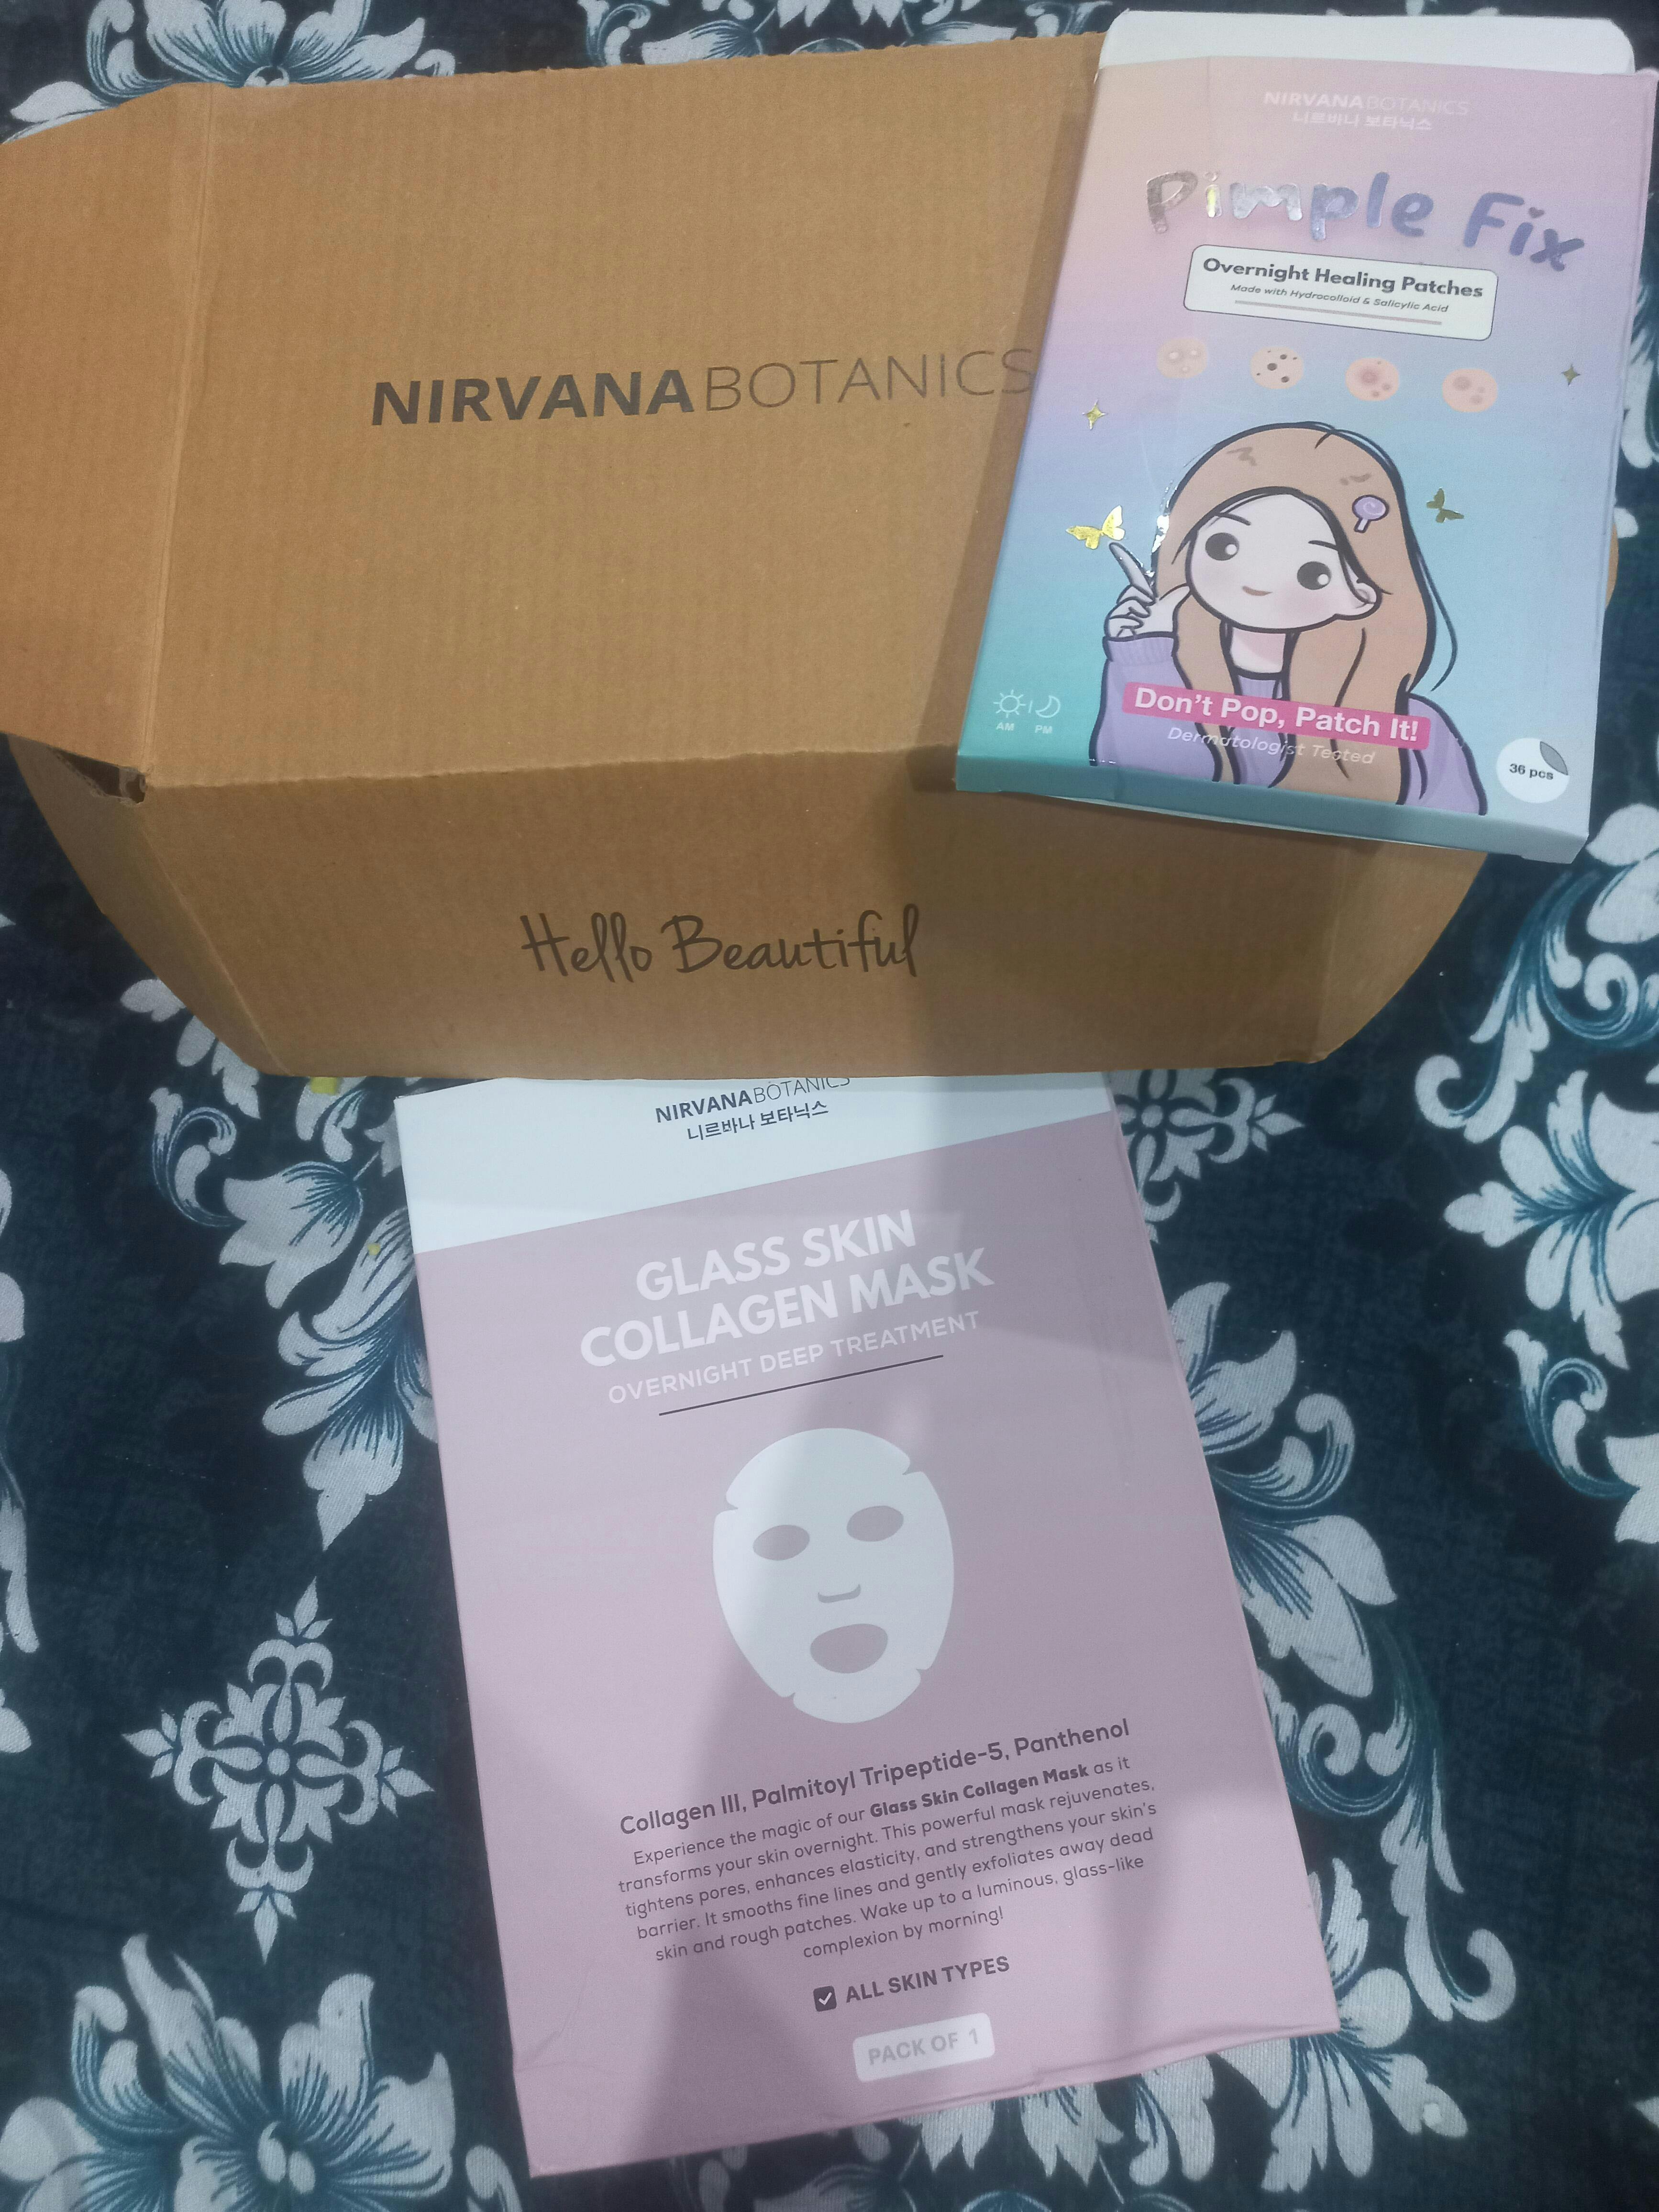 NIRVANABOTANICS
Hello Beautiful
NIRVANABOTANICS
니르바나 보타닉스
Pimple Fix
Overnight Healing Patches
Made with Hydrocolloid & Salicylic Acid
AM PM
Don't Pop, Patch It!
Dermatologist Tested
36 pcs
NIRVANABOTANICS
니르바나 보타닉스
GLASS SKIN
COLLAGEN MASK
OVERNIGHT DEEP TREATMENT
Collagen III, Palmitoyl Tripeptide-5, Panthenol
Experience the magic of our Glass Skin Collagen Mask as it
transforms your skin overnight. This powerful mask rejuvenates,
tightens pores, enhances elasticity, and strengthens your skin's
barrier. It smooths fine lines and gently exfoliates away dead
skin and rough patches. Wake up to a luminous, glass-like
complexion by morning!
ALL SKIN TYPES
PACK OF 1